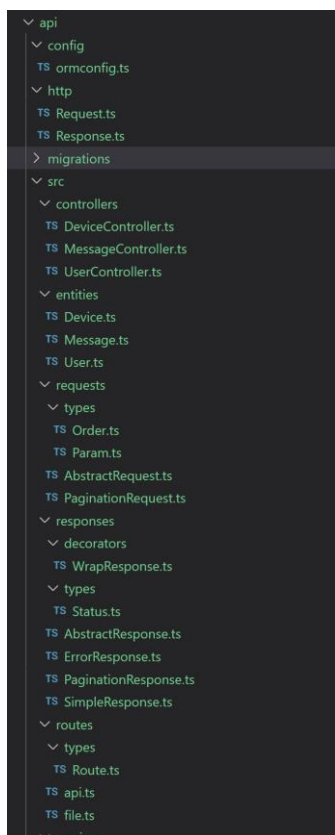 api
config
TS ormconfig.ts
http
TS Request.ts
TS Response.ts
migrations
src
controllers
TS DeviceController.ts
TS MessageController.ts
TS UserController.ts
entities
TS Device.ts
TS Message.ts
TS User.ts
requests
types
TS Order.ts
TS Param.ts
TS AbstractRequest.ts
TS PaginationRequest.ts
responses
decorators
TS WrapResponse.ts
types
TS Status.ts
TS AbstractResponse.ts
TS ErrorResponse.ts
TS PaginationResponse.ts
TS SimpleResponse.ts
routes
types
TS Route.ts
TS api.ts
TS file.ts